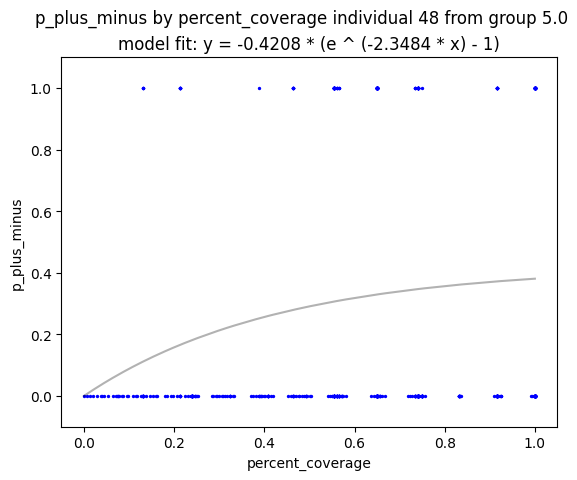 p_plus_minus by percent_coverage individual 48 from group 5.0
model fit: y = -0.4208 * (e ^ (-2.3484 * x) - 1)
p_plus_minus
1.0
0.8
0.6
0.4
0.2
0.0
0.0 0.2 0.4 0.6 0.8 1.0
percent_coverage